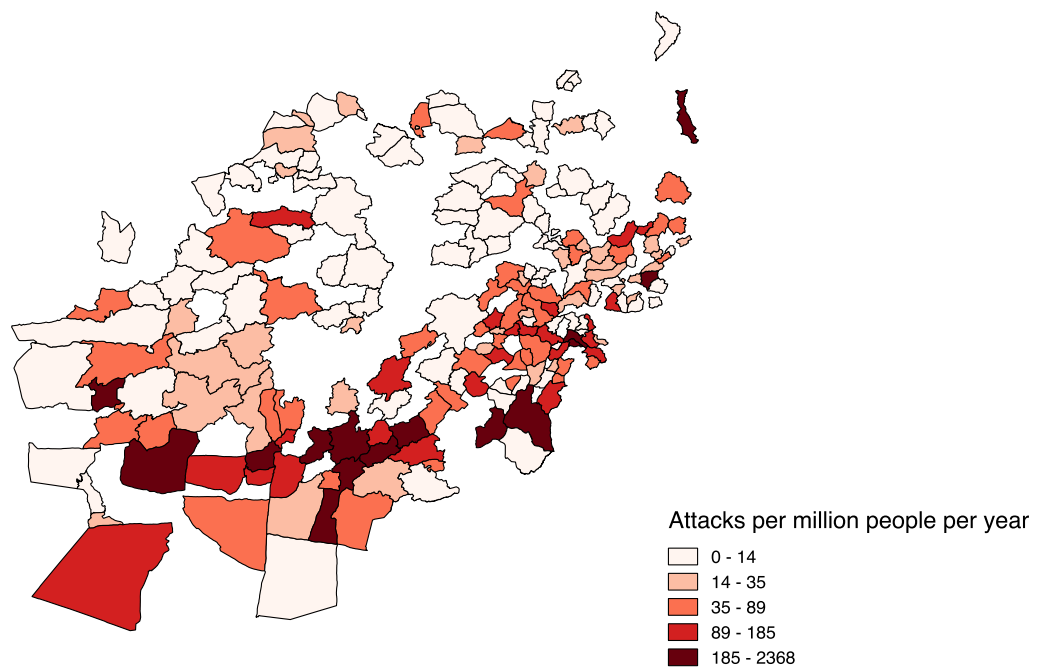 Attacks per million people per year
0 - 14
14 - 35
35 - 89
89 - 185
185 - 2368